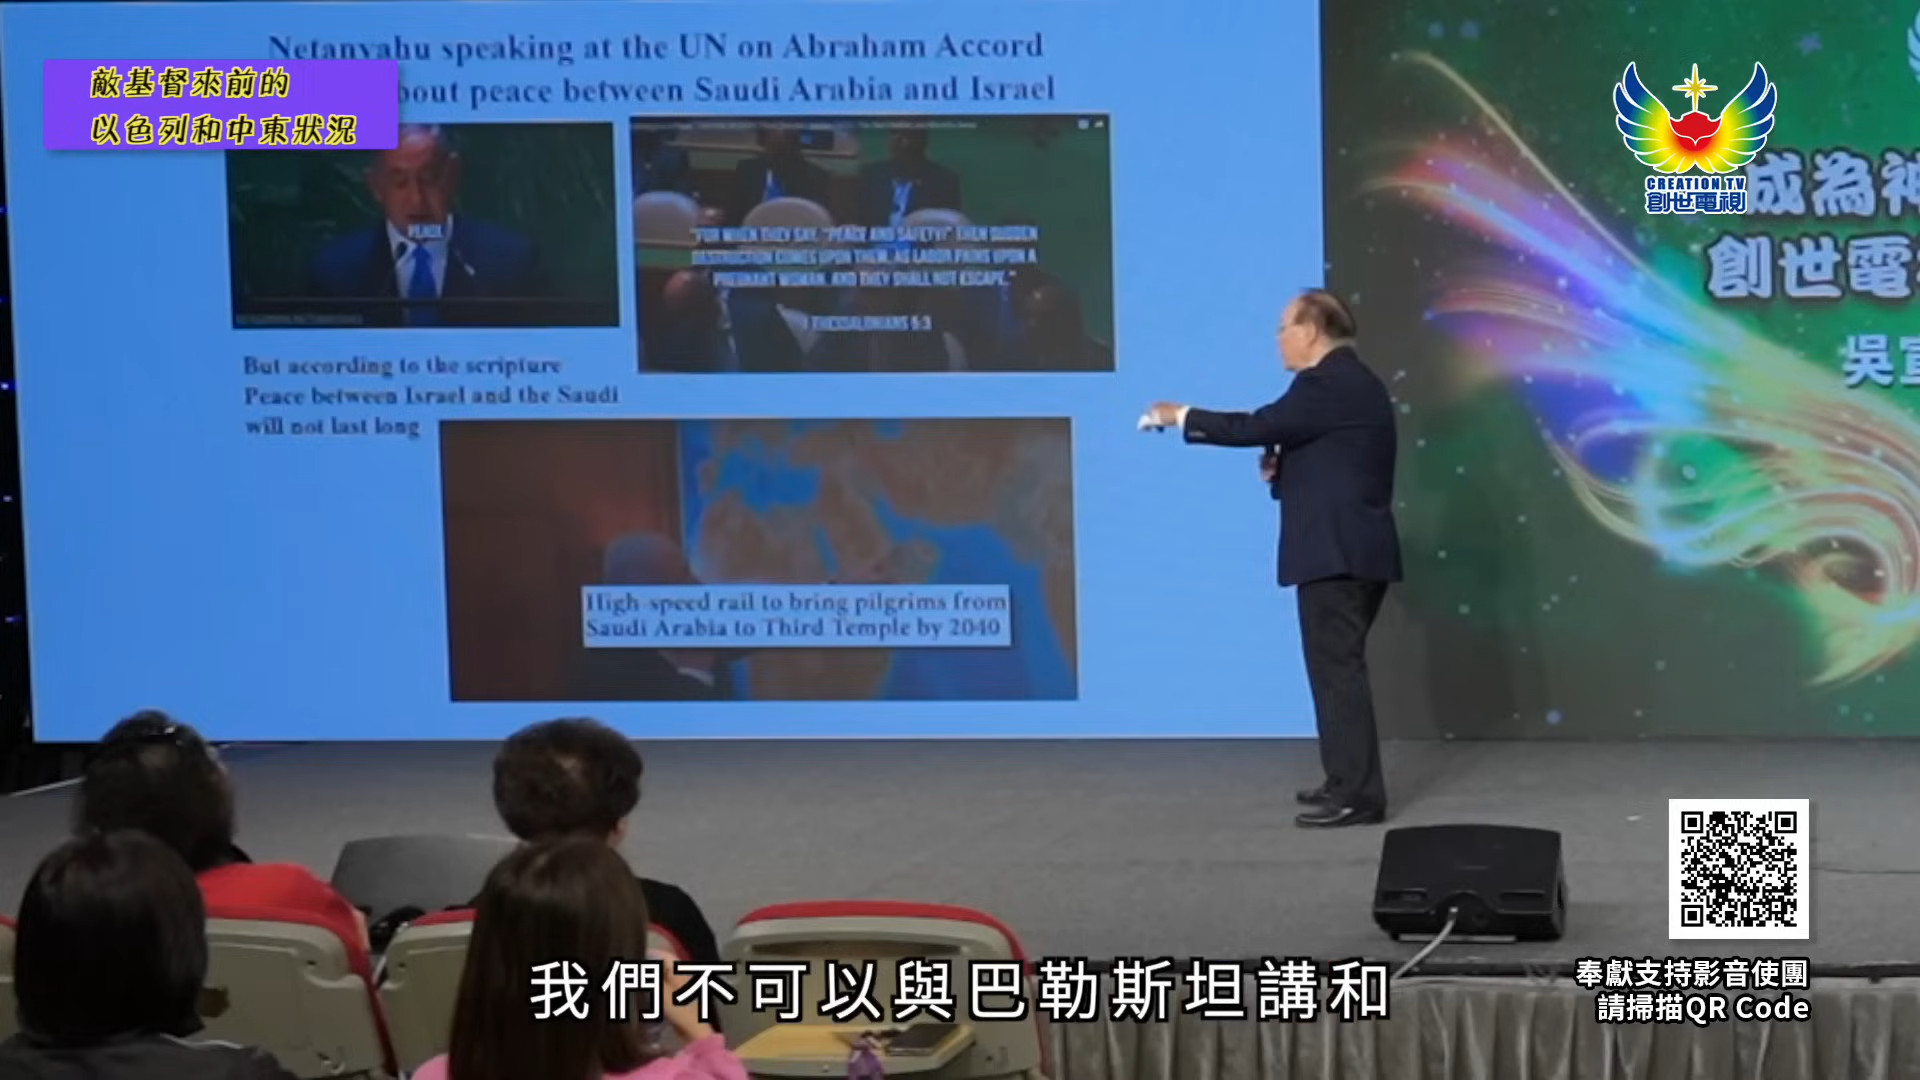 Netanyahu speaking at the UN on Abraham Accord
bout peace between Saudi Arabia and Israel
敵基督來前的
以色列和中東狀況
PEACE
"FOR WHEN THEY SAY, "PEACE AND SAFETY!" THEN SUDDEN
DESTRUCTION COMES UPON THEM, AS LABOR PAINS UPON A
PREGNANT WOMAN. AND THEY SHALL NOT ESCAPE."
1 THESSALONIANS 5:3
But according to the scripture
Peace between Israel and the Saudi
will not last long
High-speed rail to bring pilgrims from
Saudi Arabia to Third Temple by 2040
CREATION TV
創世電視
成為神
創世電
吳宣
我們不可以與巴勒斯坦講和
奉獻支持影音使團
請掃描QR Code